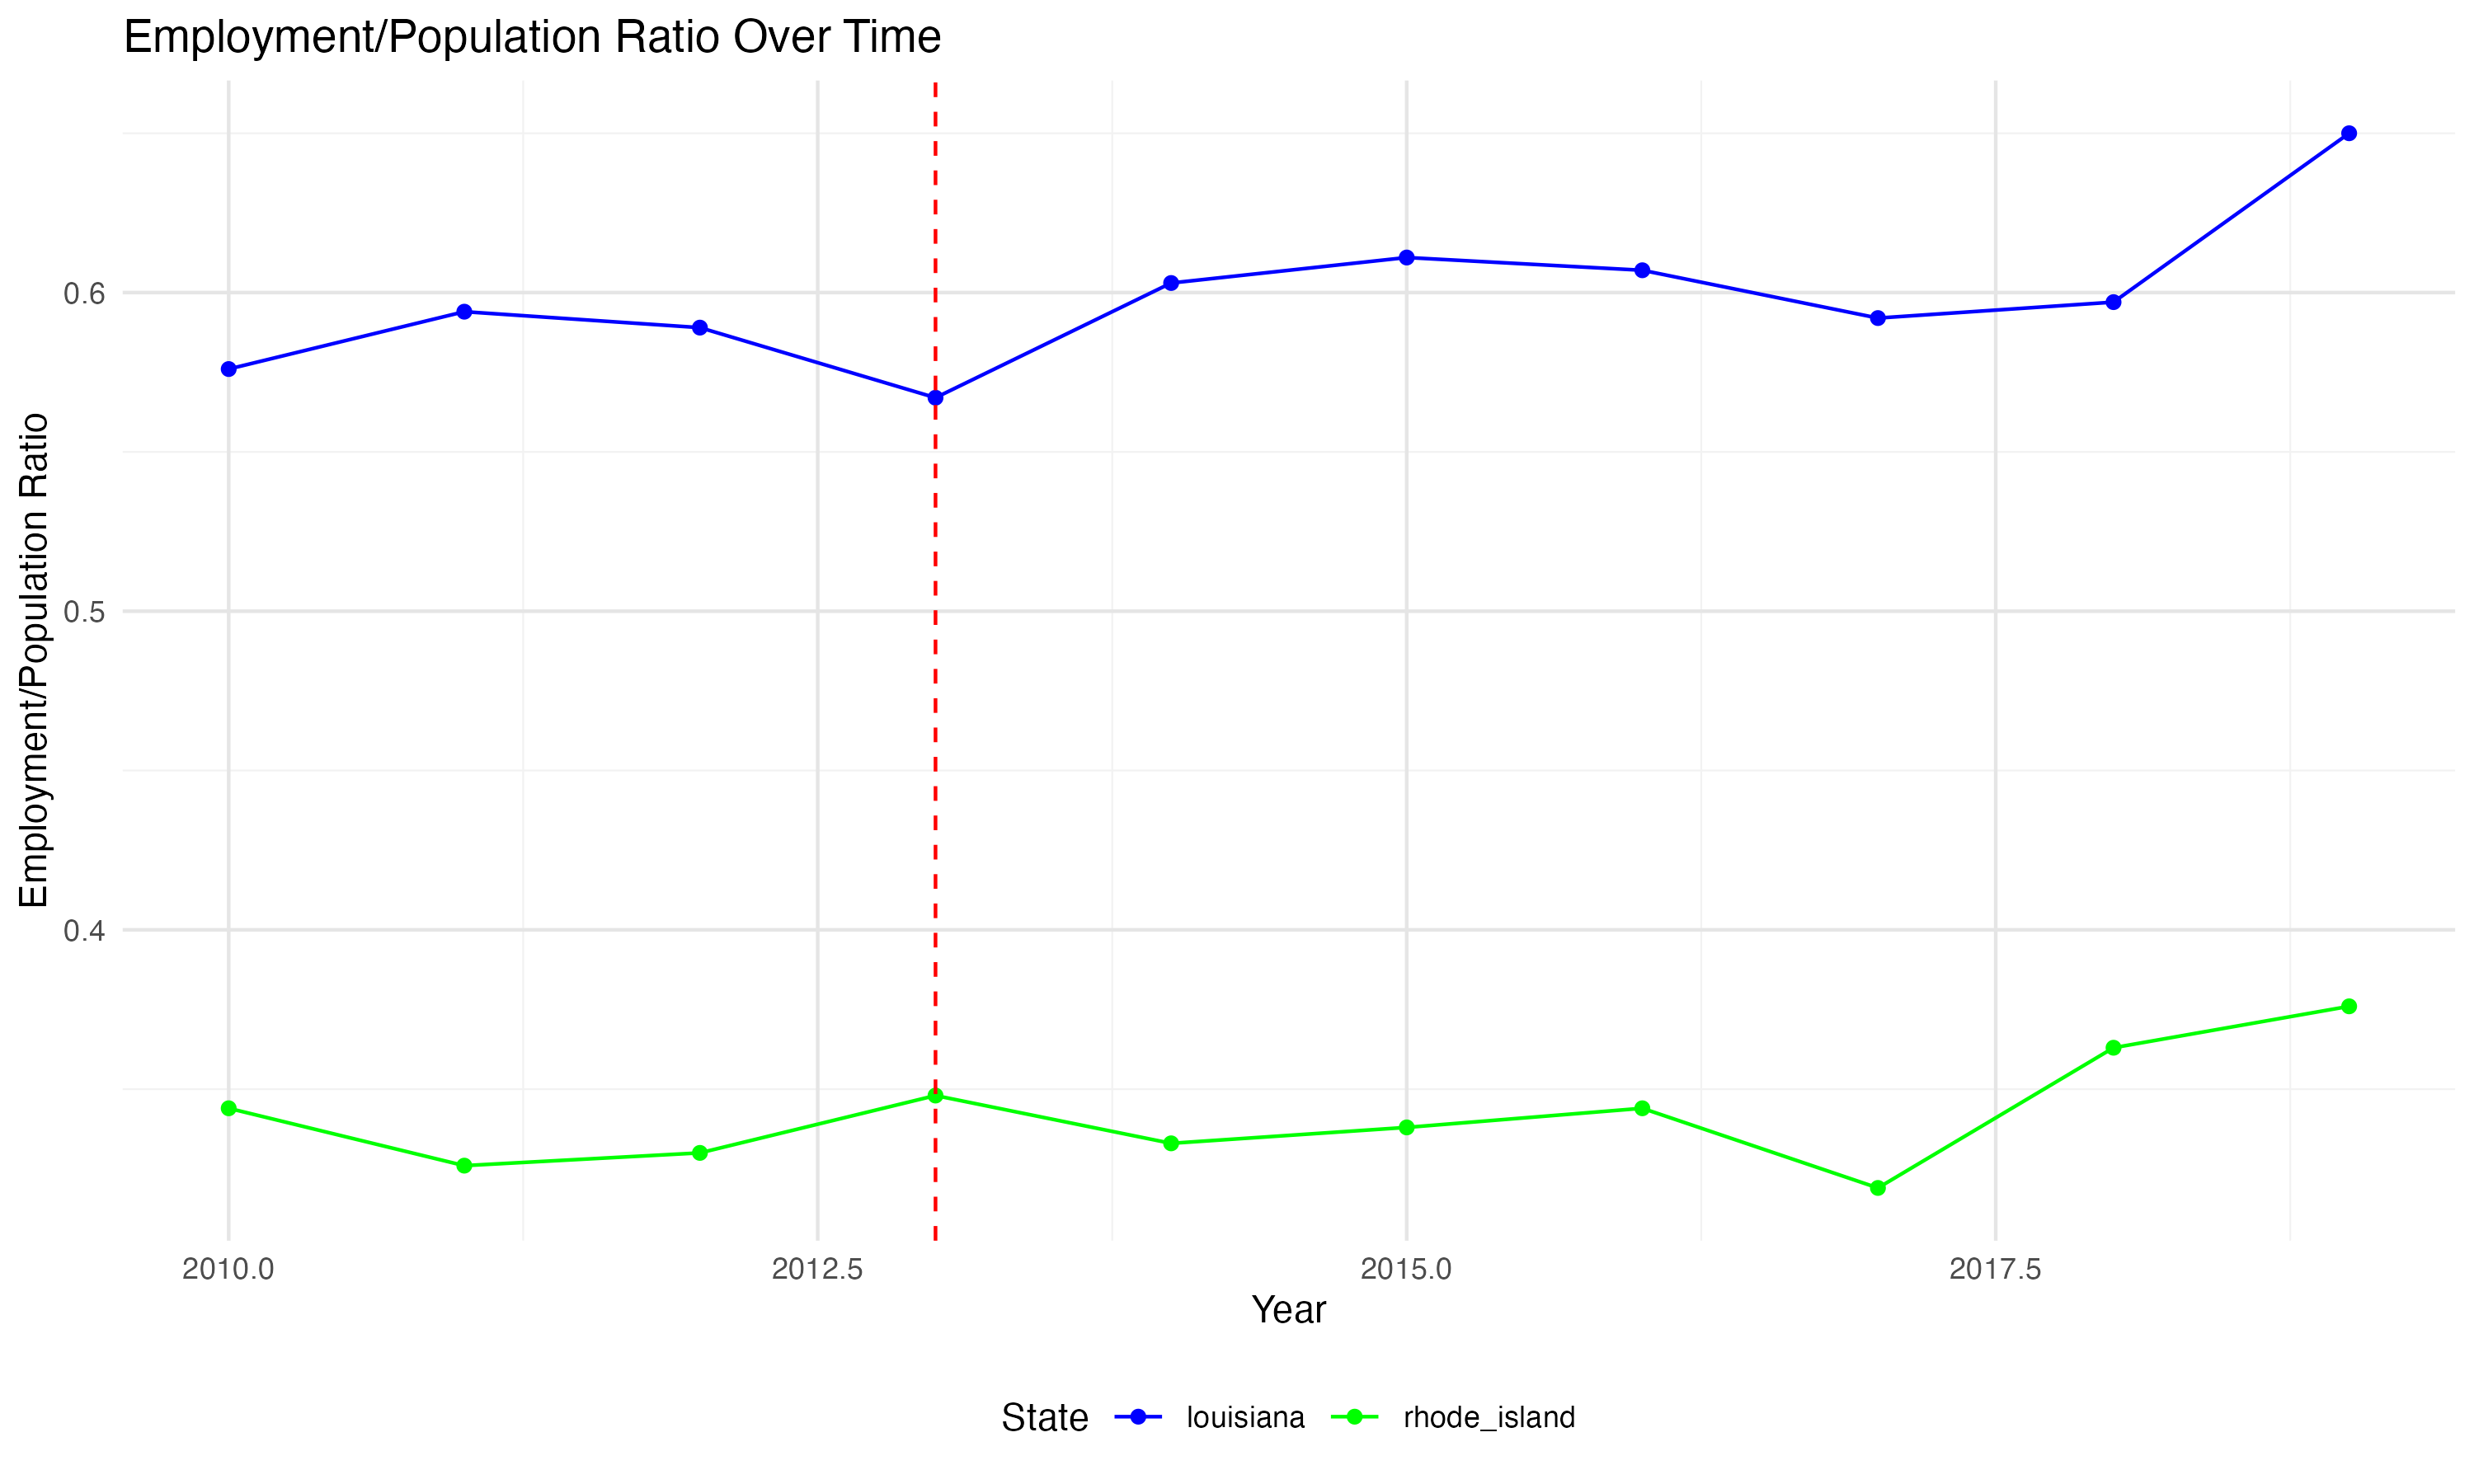 Employment/Population Ratio Over Time
Employment/Population Ratio
0.6
0.5
0.4
2010.0 2012.5 2015.0 2017.5
Year
State louisiana rhode_island